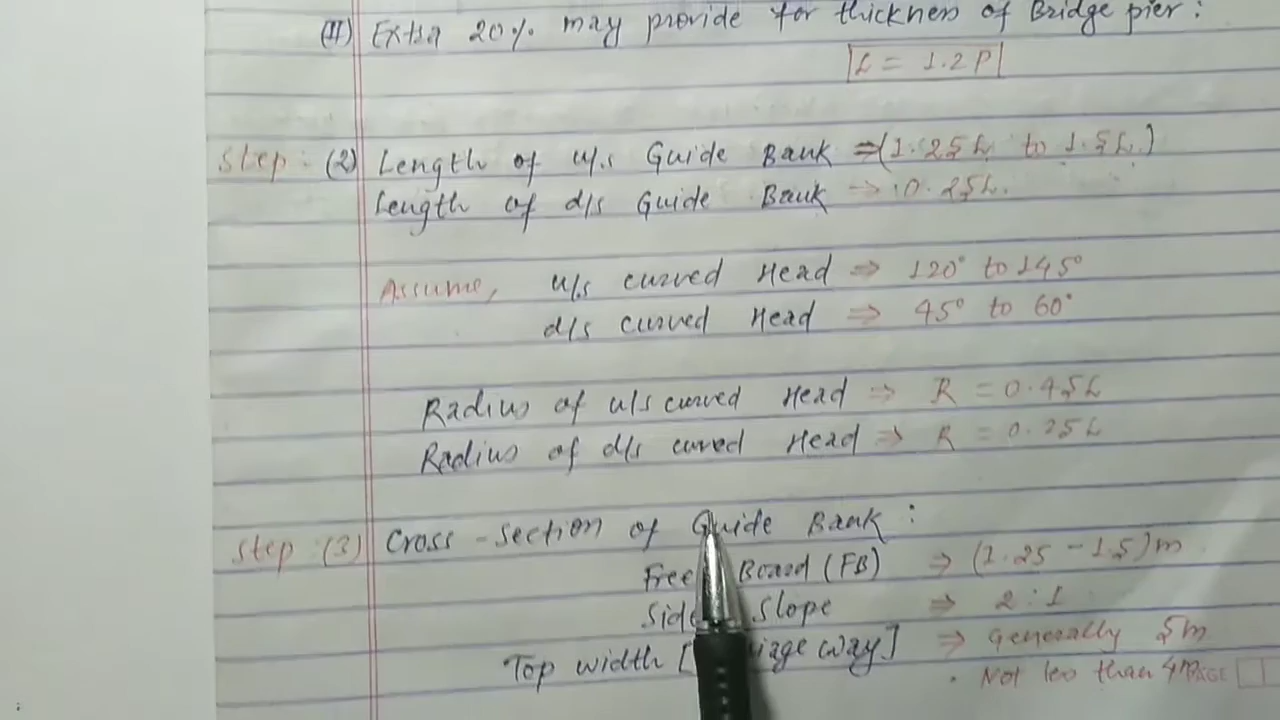 (II) Extra 20% may provide for thickness of Bridge pier :
L = 1.2 P
Step : (2) Length of u/s Guide Bank ⇒ (1.25L to 1.5L.)
Length of d/s Guide Bank → 0.25L.
Assume, u/s curved Head ⇒ 120° to 145°
d/s curved Head ⇒ 45° to 60°
Radius of u/s curved Head ⇒ R = 0.45L
Radius of d/s curved Head ⇒ R = 0.25L
Step : (3) Cross - section of Guide Bank :
Free Board (FB) ⇒ (1.25 - 1.5) m
Side Slope ⇒ 2 : 1
Top width [ way] ⇒ Generally 5m
. Not less than 4m
PAGE